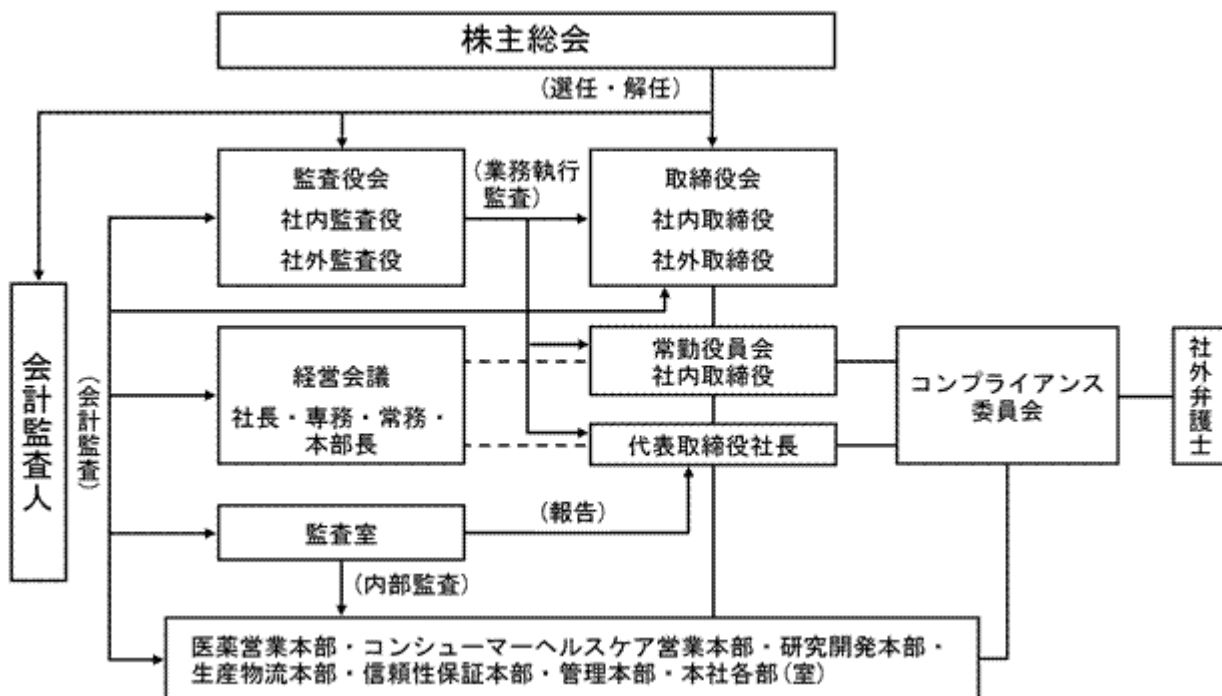 株主総会
(選任・解任)
監査役会
社内監査役
社外監査役
(業務執行
監査)
取締役会
社内取締役
社外取締役
会計監査人
(会計監査)
経営会議
社長・専務・常務・
本部長
常勤役員会
社内取締役
代表取締役社長
コンプライアンス
委員会
社外弁護士
監査室
(報告)
(内部監査)
医薬営業本部・コンシューマーヘルスケア営業本部・研究開発本部・
生産物流本部・信頼性保証本部・管理本部・本社各部(室)